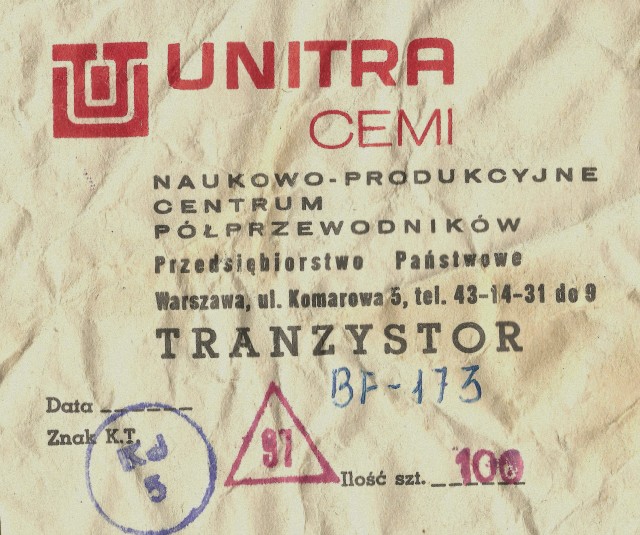 UNITRA
CEMI
NAUKOWO-PRODUKCYJNE
CENTRUM
PÓŁPRZEWODNIKÓW
Przedsiębiorstwo Państwowe
Warszawa, ul. Komarowa 5, tel. 43-14-31 do 9
TRANZYSTOR
BF-173
Data
Znak K.T.
KJ
5
91
Ilość szt. 100